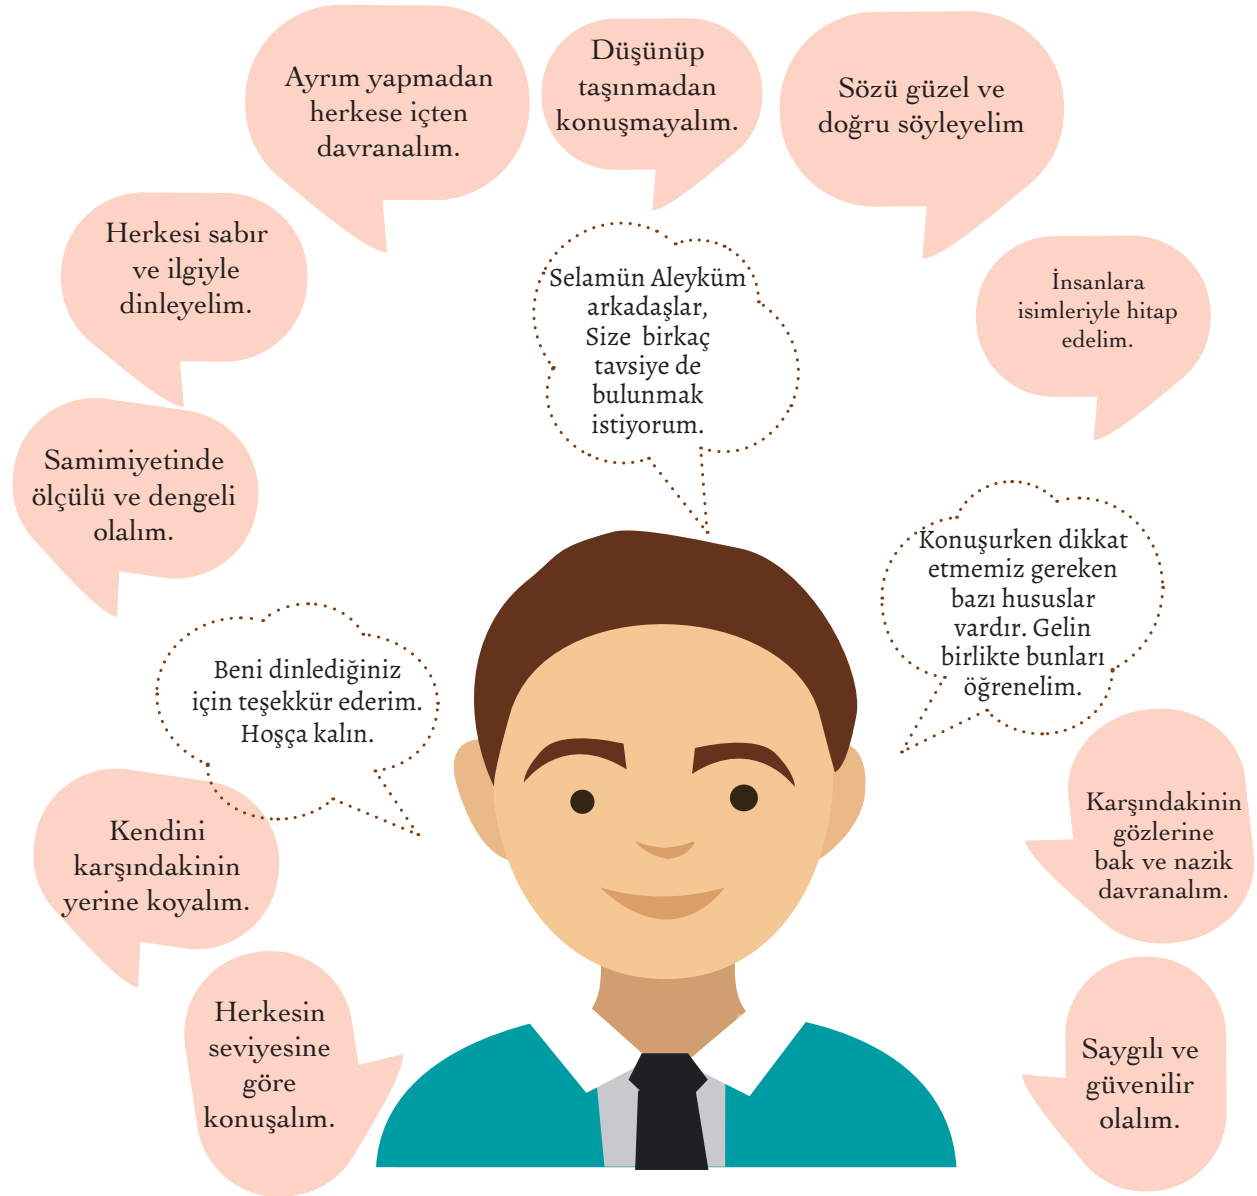 Selamün Aleyküm
arkadaşlar,
Size birkaç
tavsiye de
bulunmak
istiyorum.
Konuşurken dikkat
etmemiz gereken
bazı hususlar
vardır. Gelin
birlikte bunları
öğrenelim.
Düşünüp
taşınmadan
konuşmayalım.
Sözü güzel ve
doğru söyleyelim
İnsanlara
isimleriyle hitap
edelim.
Karşındakinin
gözlerine
bak ve nazik
davranalım.
Saygılı ve
güvenilir
olalım.
Herkesin
seviyesine
göre
konuşalım.
Kendini
karşındakinin
yerine koyalım.
Samimiyetinde
ölçülü ve dengeli
olalım.
Herkesi sabır
ve ilgiyle
dinleyelim.
Ayrım yapmadan
herkese içten
davranalım.
Beni dinlediğiniz
için teşekkür ederim.
Hoşça kalın.